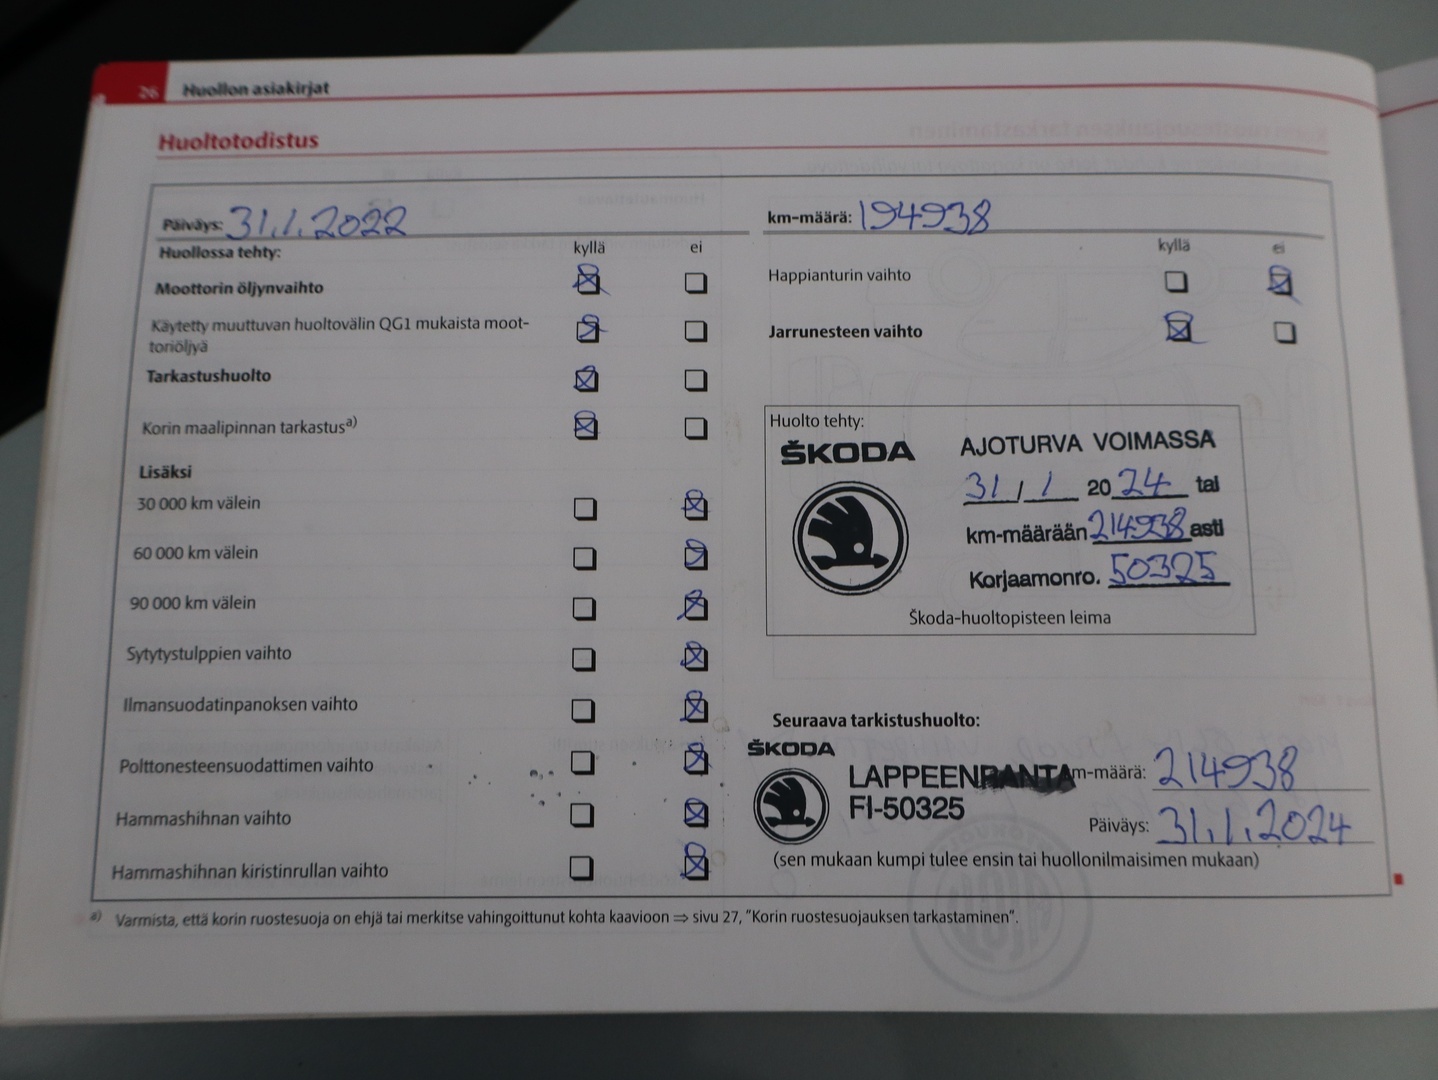 26 Huollon asiakirjat
Huoltotodistus
Päiväys: 31.1.2022
km-määrä: 194938
Huollossa tehty: kyllä ei
kyllä ei
Moottorin öljynvaihto
Happianturin vaihto
Käytetty muuttuvan huoltovälin QG1 mukaista moot-
toriöljyä
Jarrunesteen vaihto
Tarkastushuolto
Korin maalipinnan tarkastus a)
Lisäksi
30 000 km välein
60 000 km välein
90 000 km välein
Sytytystulppien vaihto
Ilmansuodatinpanoksen vaihto
Polttonesteensuodattimen vaihto
Hammashihnan vaihto
Hammashihnan kiristinrullan vaihto
Huolto tehty:
ŠKODA
AJOTURVA VOIMASSA
31 / 1 2024 tai
km-määrään 214938 asti
Korjaamonro. 50325
Škoda-huoltopisteen leima
Seuraava tarkistushuolto:
ŠKODA
LAPPEENRANTA
FI-50325
m-määrä: 214938
Päiväys: 31.1.2024
(sen mukaan kumpi tulee ensin tai huollonilmaisimen mukaan)
a) Varmista, että korin ruostesuoja on ehjä tai merkitse vahingoittunut kohta kaavioon ⇒ sivu 27, "Korin ruostesuojauksen tarkastaminen".